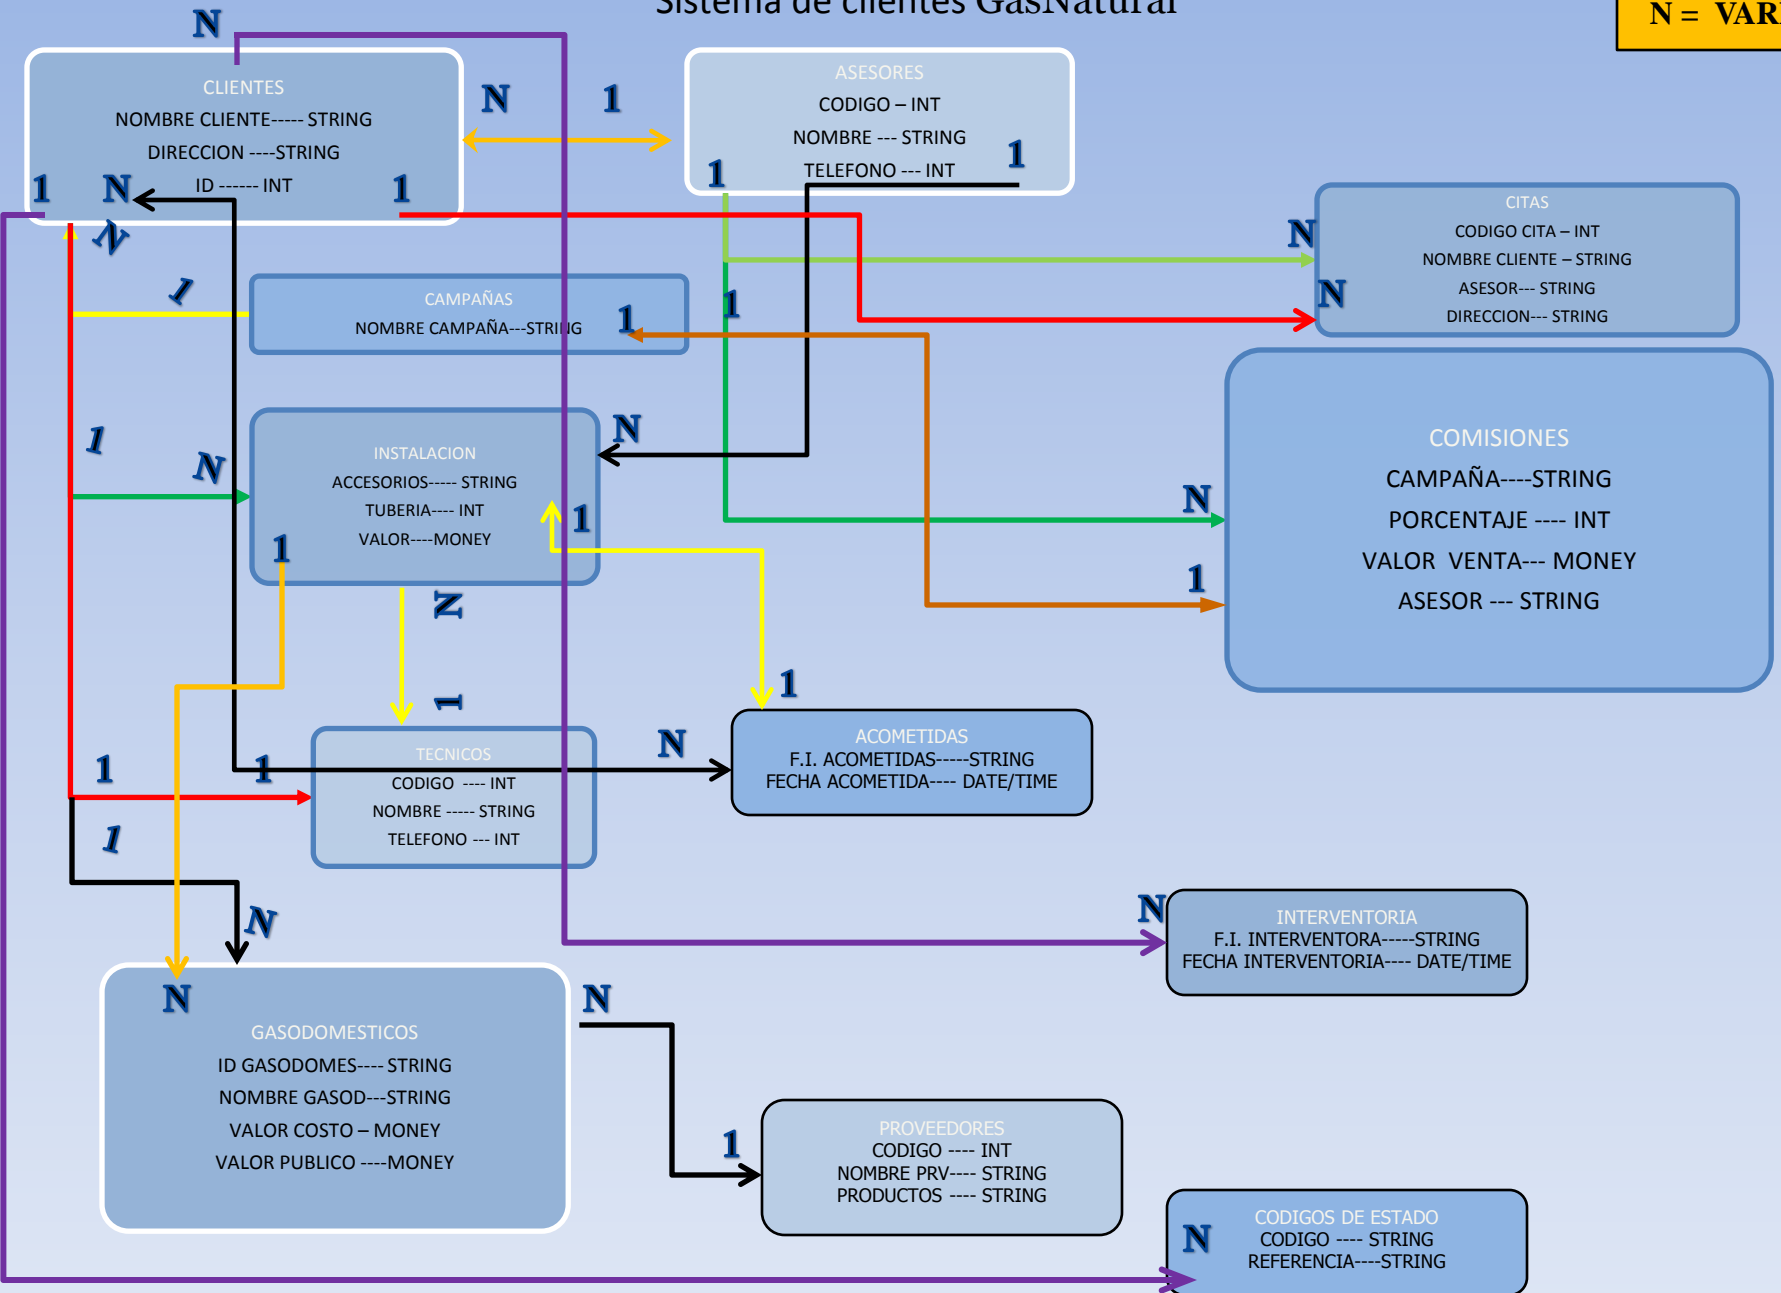 Sistema de clientes GasNatural
N =
N
CLIENTES
NOMBRE CLIENTE----- STRING
DIRECCION ----STRING
ID ------ INT
1
N
1
N
N
1
ASESORES
CODIGO – INT
NOMBRE --- STRING
TELEFONO --- INT
1
1
CITAS
CODIGO CITA – INT
NOMBRE CLIENTE – STRING
ASESOR--- STRING
DIRECCION--- STRING
N
N
1
CAMPAÑAS
NOMBRE CAMPAÑA---STRING
1
1
COMISIONES
CAMPAÑA----STRING
PORCENTAJE ---- INT
VALOR VENTA--- MONEY
ASESOR --- STRING
N
1
1
N
INSTALACION
ACCESORIOS----- STRING
TUBERIA---- INT
VALOR----MONEY
N
1
1
N
1
1
TECNICOS
CODIGO ---- INT
NOMBRE ----- STRING
TELEFONO --- INT
1
1
N
ACOMETIDAS
F.I. ACOMETIDAS-----STRING
FECHA ACOMETIDA---- DATE/TIME
1
N
N
INTERVENTORIA
F.I. INTERVENTORA-----STRING
FECHA INTERVENTORIA---- DATE/TIME
N
GASODOMESTICOS
ID GASODOMES---- STRING
NOMBRE GASOD---STRING
VALOR COSTO – MONEY
VALOR PUBLICO ----MONEY
N
1
PROVEEDORES
CODIGO ---- INT
NOMBRE PRV---- STRING
PRODUCTOS ---- STRING
N
CODIGOS DE ESTADO
CODIGO ---- STRING
REFERENCIA----STRING